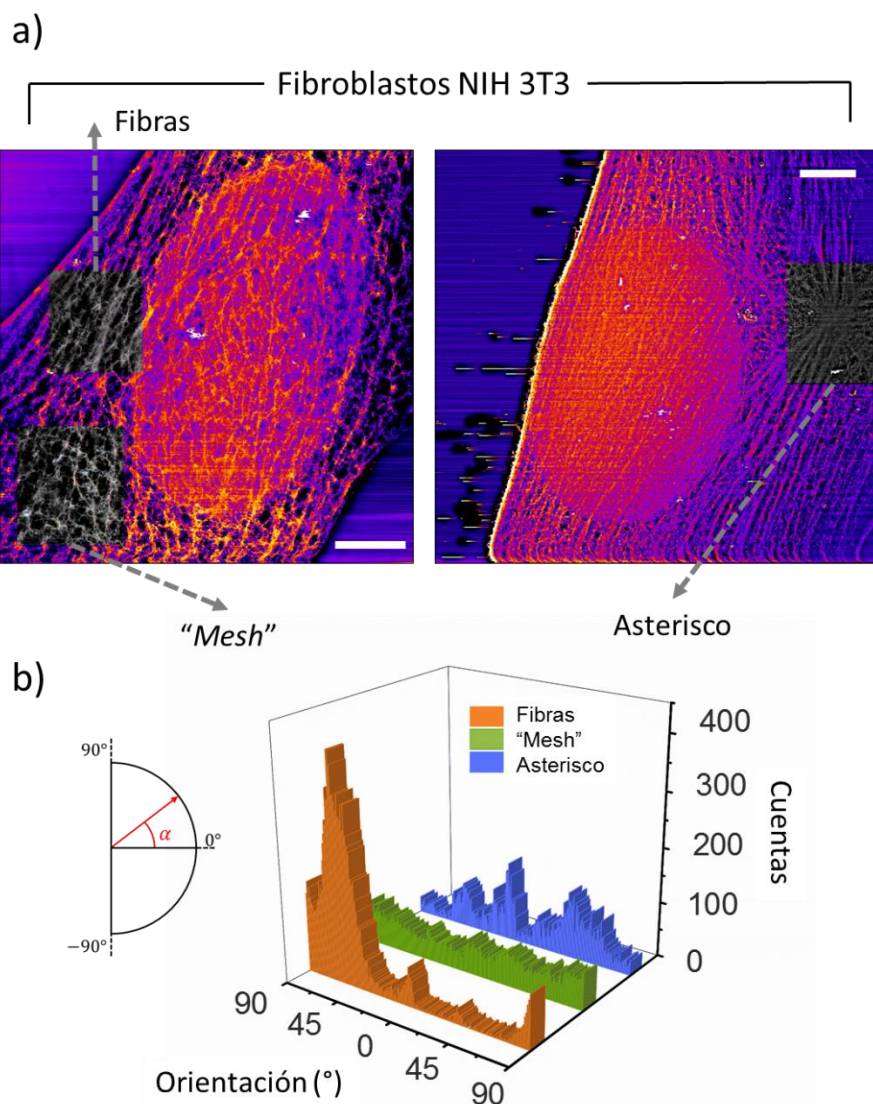 a)
Fibroblastos NIH 3T3
Fibras
"Mesh"
Asterisco
b)
90°
α
0°
−90°
Fibras
"Mesh"
Asterisco
400
300
200
100
0
Cuentas
90
45
0
45
90
Orientación (°)